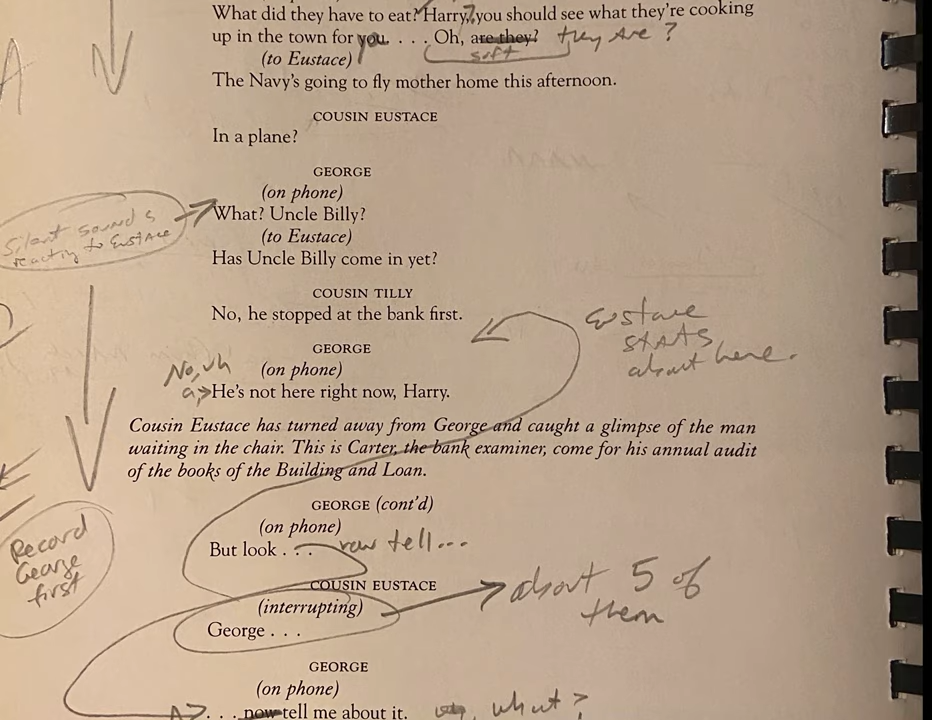 What did they have to eat? Harry, you should see what they're cooking
up in the town for you. . . . Oh, are they? they Are ?
soft
(to Eustace)
The Navy's going to fly mother home this afternoon.
COUSIN EUSTACE
In a plane?
GEORGE
(on phone)
What? Uncle Billy?
Silent sounds
reacting to Eustace
(to Eustace)
Has Uncle Billy come in yet?
COUSIN TILLY
No, he stopped at the bank first.
Eustace
starts
about here.
GEORGE
No, uh
(on phone)
He's not here right now, Harry.
Cousin Eustace has turned away from George and caught a glimpse of the man
waiting in the chair. This is Carter, the bank examiner, come for his annual audit
of the books of the Building and Loan.
GEORGE (cont'd)
(on phone)
But look . . . now tell...
Record
George
first
COUSIN EUSTACE
(interrupting)
George . . .
about 5 of
them
GEORGE
(on phone)
. . . now tell me about it. what?